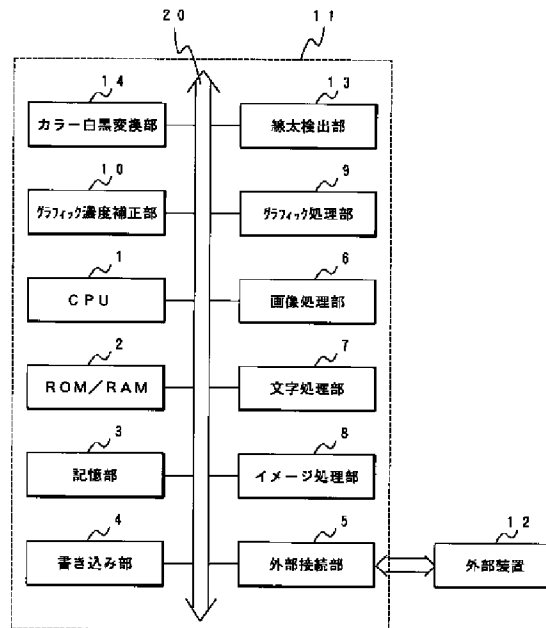 ２０
１１
１４
カラー白黒変換部
１３
線太検出部
１０
ｸﾞﾗﾌｨｯｸ濃度補正部
９
ｸﾞﾗﾌｨｯｸ処理部
１
ＣＰＵ
６
画像処理部
２
ＲＯＭ／ＲＡＭ
７
文字処理部
３
記憶部
８
イメージ処理部
４
書き込み部
５
外部接続部
１２
外部装置